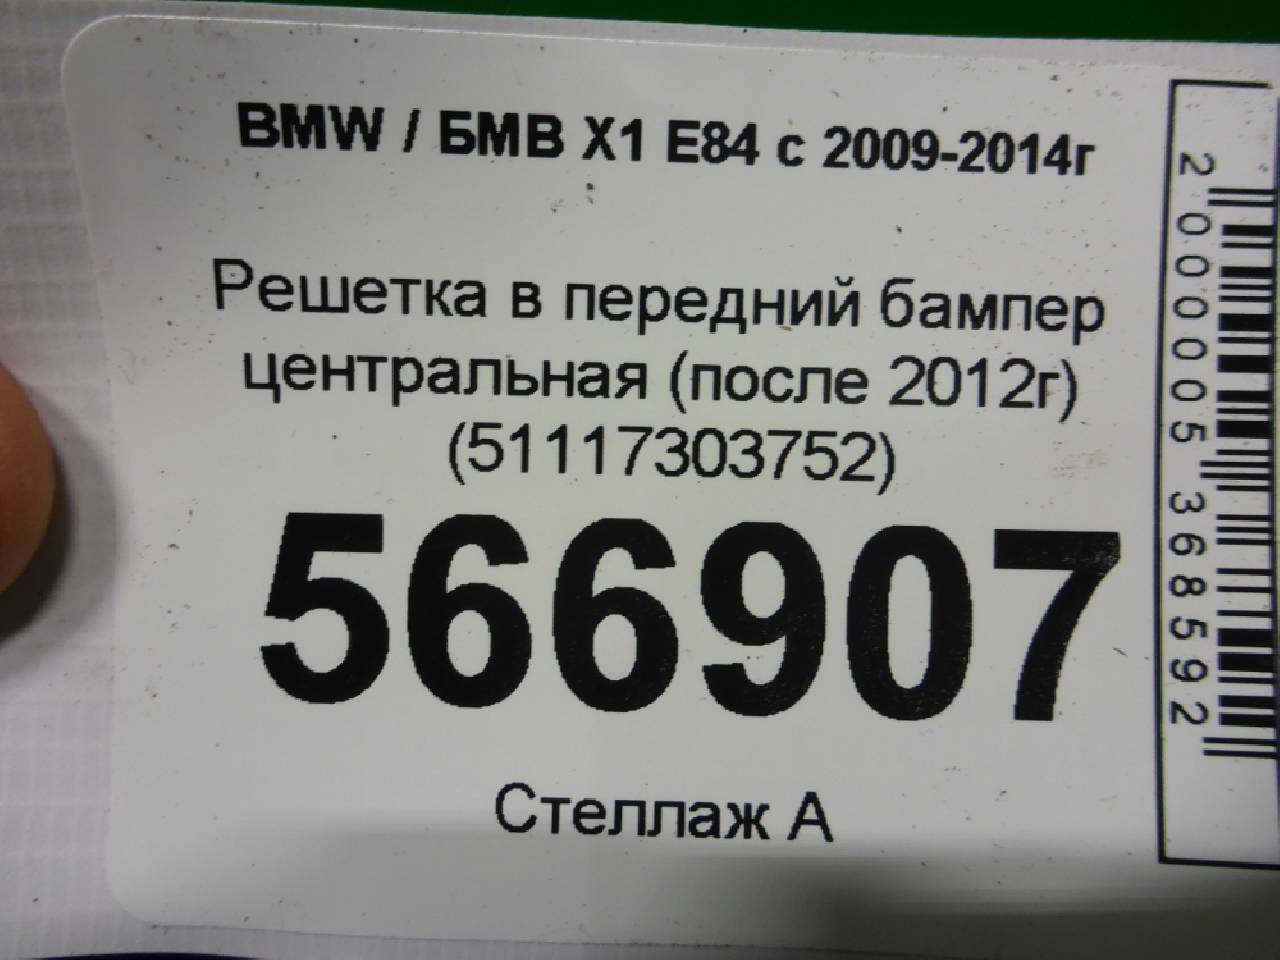 BMW / БМВ X1 E84 с 2009-2014г
Решетка в передний бампер
центральная (после 2012г)
(51117303752)
566907
Стеллаж А
2000005368592